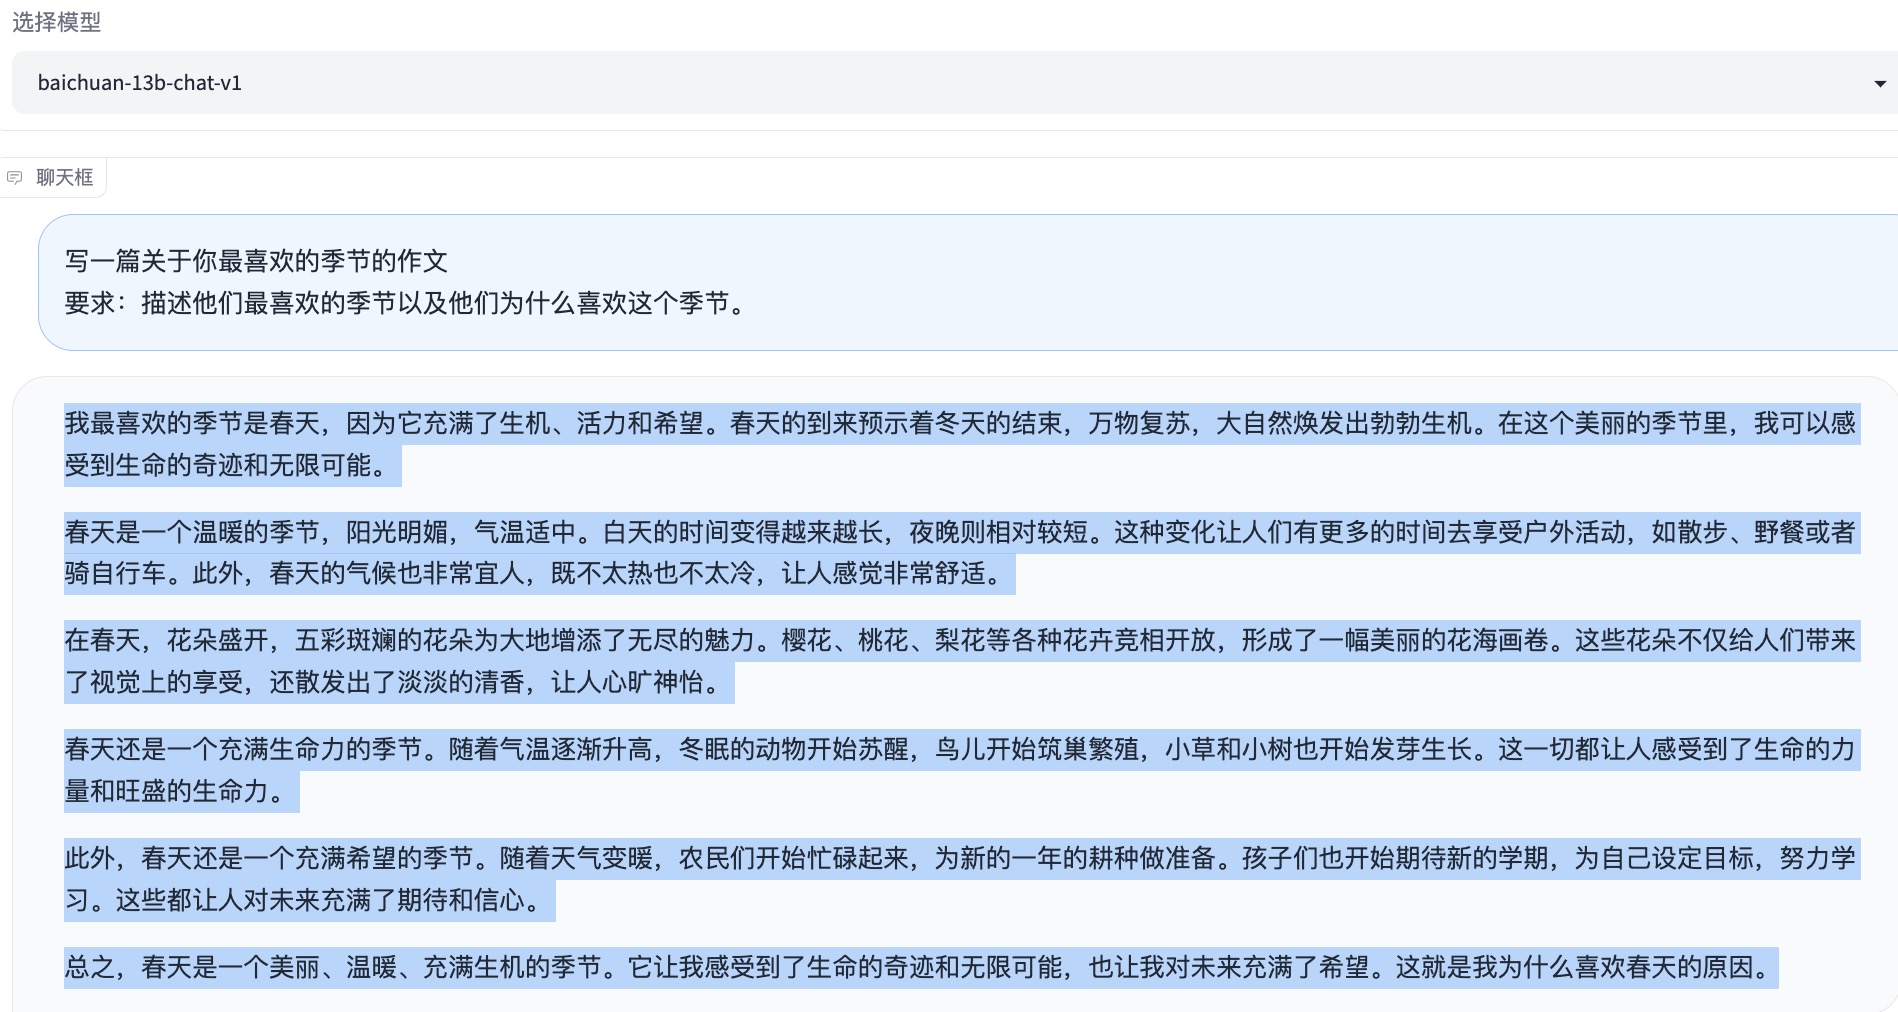 选择模型
baichuan-13b-chat-v1
聊天框
写一篇关于你最喜欢的季节的作文
要求：描述他们最喜欢的季节以及他们为什么喜欢这个季节。
我最喜欢的季节是春天，因为它充满了生机、活力和希望。春天的到来预示着冬天的结束，万物复苏，大自然焕发出勃勃生机。在这个美丽的季节里，我可以感
受到生命的奇迹和无限可能。
春天是一个温暖的季节，阳光明媚，气温适中。白天的时间变得越来越长，夜晚则相对较短。这种变化让人们有更多的时间去享受户外活动，如散步、野餐或者
骑自行车。此外，春天的气候也非常宜人，既不太热也不太冷，让人感觉非常舒适。
在春天，花朵盛开，五彩斑斓的花朵为大地增添了无尽的魅力。樱花、桃花、梨花等各种花卉竞相开放，形成了一幅美丽的花海画卷。这些花朵不仅给人们带来
了视觉上的享受，还散发出了淡淡的清香，让人心旷神怡。
春天还是一个充满生命力的季节。随着气温逐渐升高，冬眠的动物开始苏醒，鸟儿开始筑巢繁殖，小草和小树也开始发芽生长。这一切都让人感受到了生命的力
量和旺盛的生命力。
此外，春天还是一个充满希望的季节。随着天气变暖，农民们开始忙碌起来，为新的一年的耕种做准备。孩子们也开始期待新的学期，为自己设定目标，努力学
习。这些都让人对未来充满了期待和信心。
总之，春天是一个美丽、温暖、充满生机的季节。它让我感受到了生命的奇迹和无限可能，也让我对未来充满了希望。这就是我为什么喜欢春天的原因。